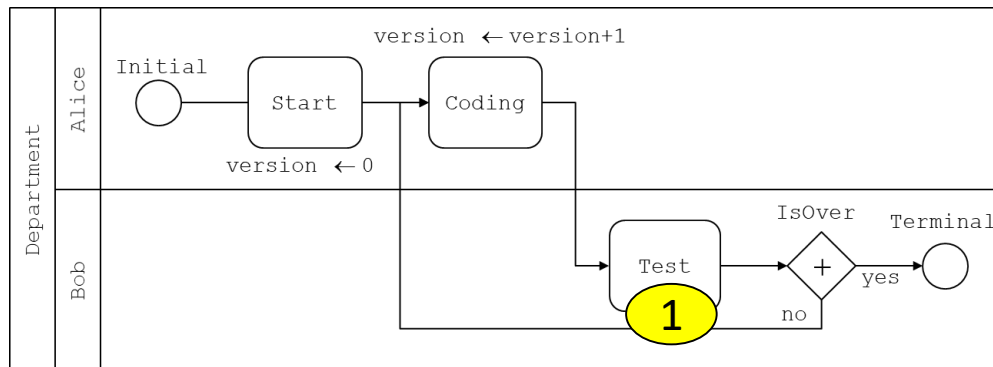 Department
Alice
Initial
Start
version ← 0
version ← version+1
Coding
Bob
Test
1
IsOver
+
yes
no
Terminal